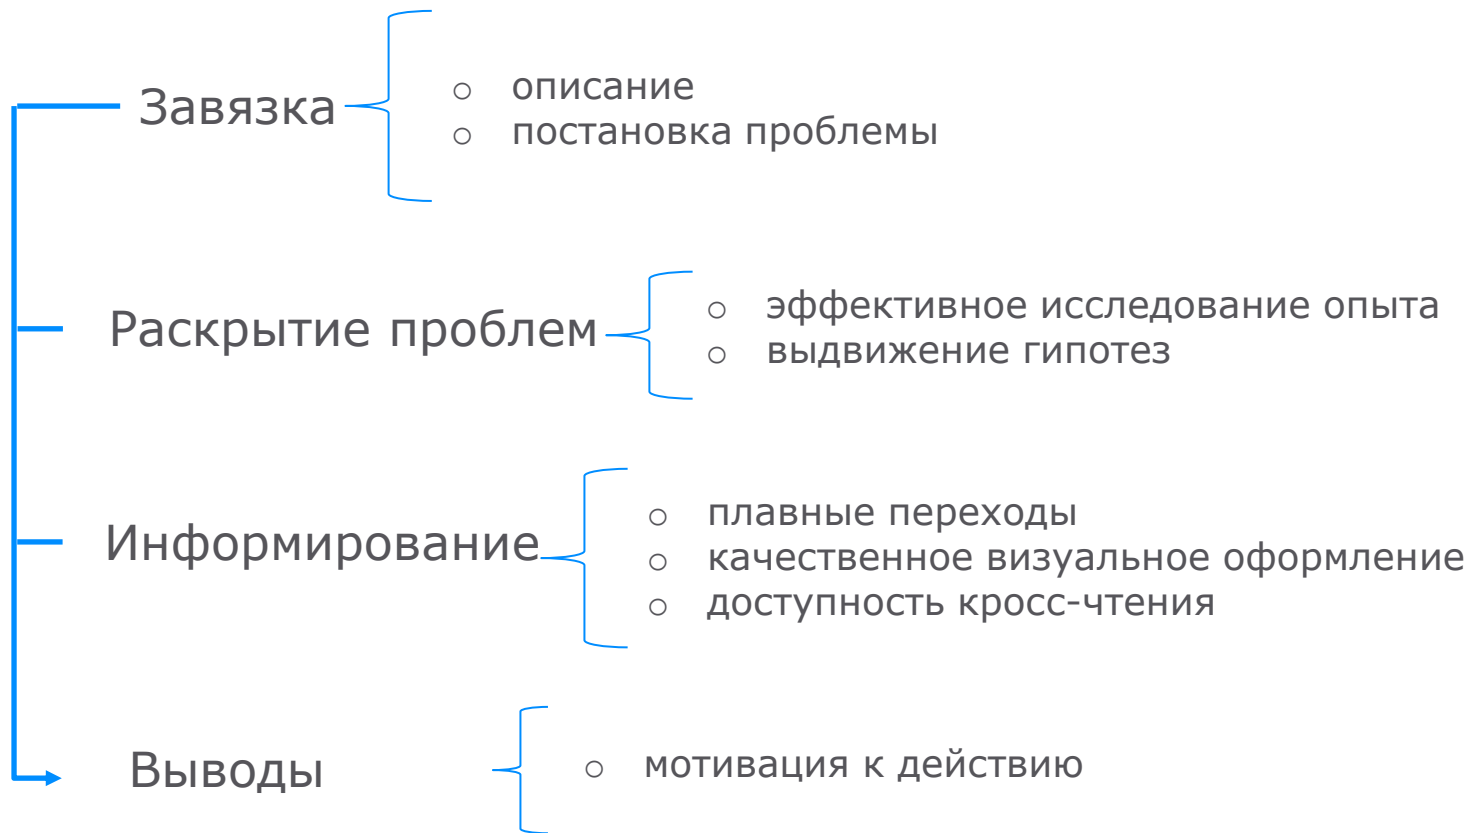 Завязка
описание
постановка проблемы
Раскрытие проблем
эффективное исследование опыта
выдвижение гипотез
Информирование
плавные переходы
качественное визуальное оформление
доступность кросс-чтения
Выводы
мотивация к действию